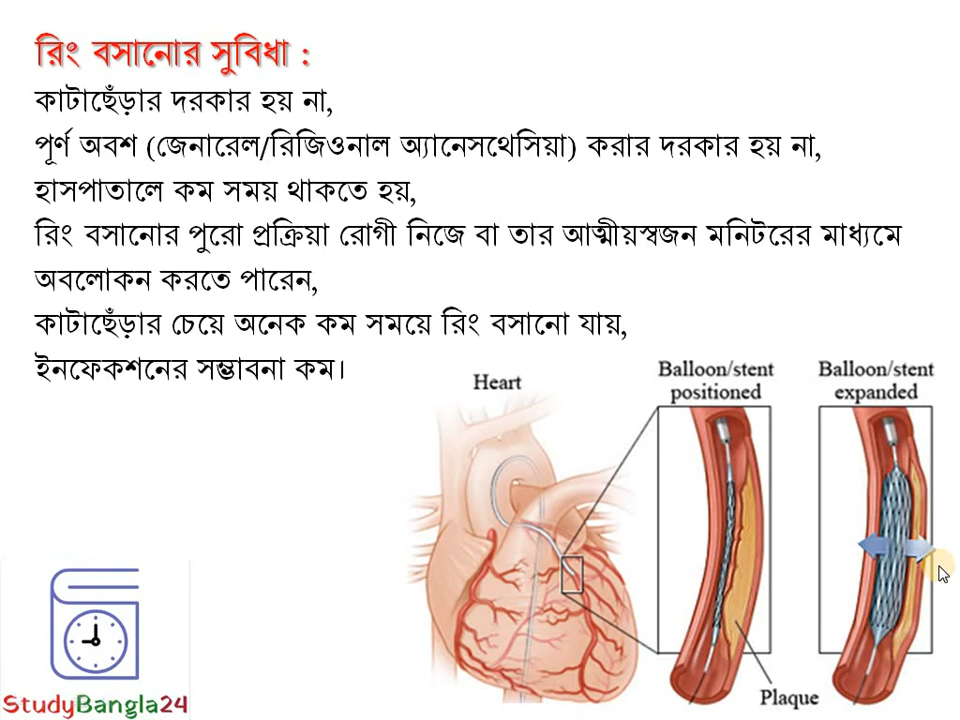 রিং বসানোর সুবিধা :
কাটাছেঁড়ার দরকার হয় না,
পূর্ণ অবশ (জেনারেল/রিজিওনাল অ্যানেসথেসিয়া) করার দরকার হয় না,
হাসপাতালে কম সময় থাকতে হয়,
রিং বসানোর পুরো প্রক্রিয়া রোগী নিজে বা তার আত্মীয়স্বজন মনিটরের মাধ্যমে
অবলোকন করতে পারেন,
কাটাছেঁড়ার চেয়ে অনেক কম সময়ে রিং বসানো যায়,
ইনফেকশনের সম্ভাবনা কম।
Heart
Balloon/stent
positioned
Balloon/stent
expanded
Plaque
StudyBangla24